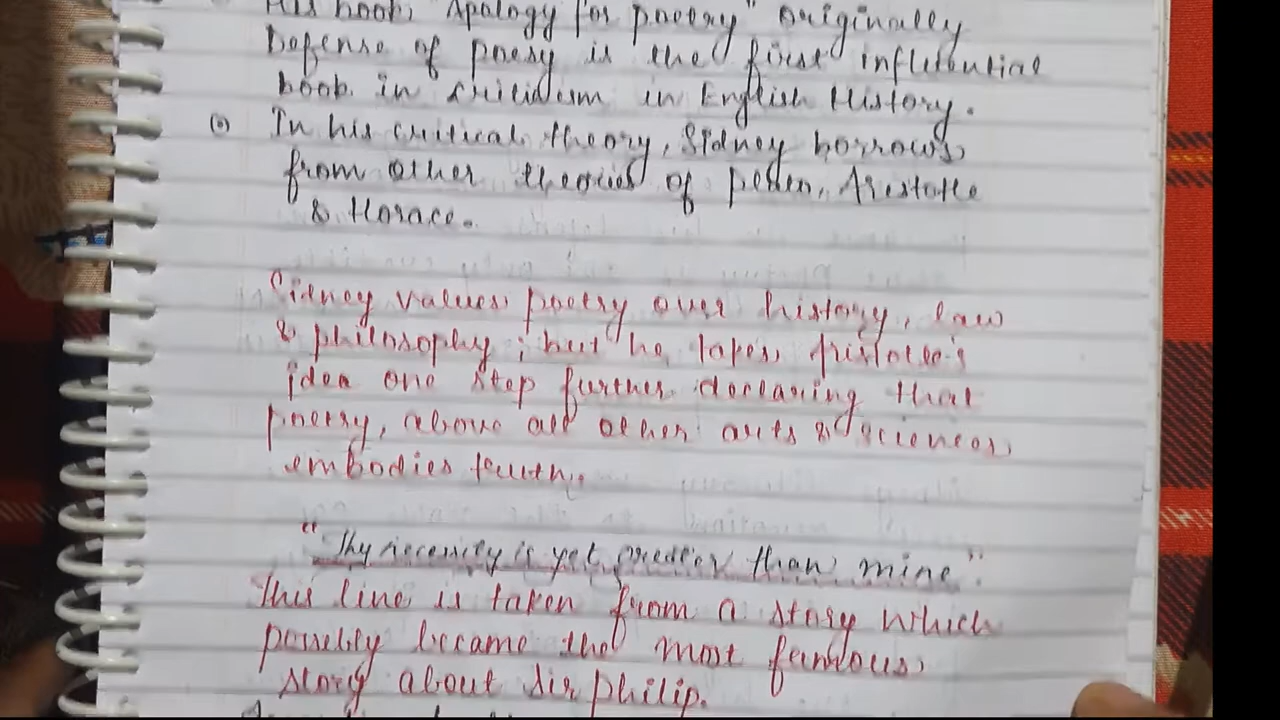 His book, "Apology for poetry" originally
Defense of poesy is the first influential
book in criticism in English History.
In his critical theory, Sidney borrows
from other theories of Aristotle
& Horace.
Sidney values poetry over history, law
& philosophy; but he takes Aristotle's
idea one step further declaring that
poetry, above all other arts & sciences,
embodies truth.
"Thy necessity is yet greater than mine".
This line is taken from a story which
possibly became the most famous
story about Sir Philip.